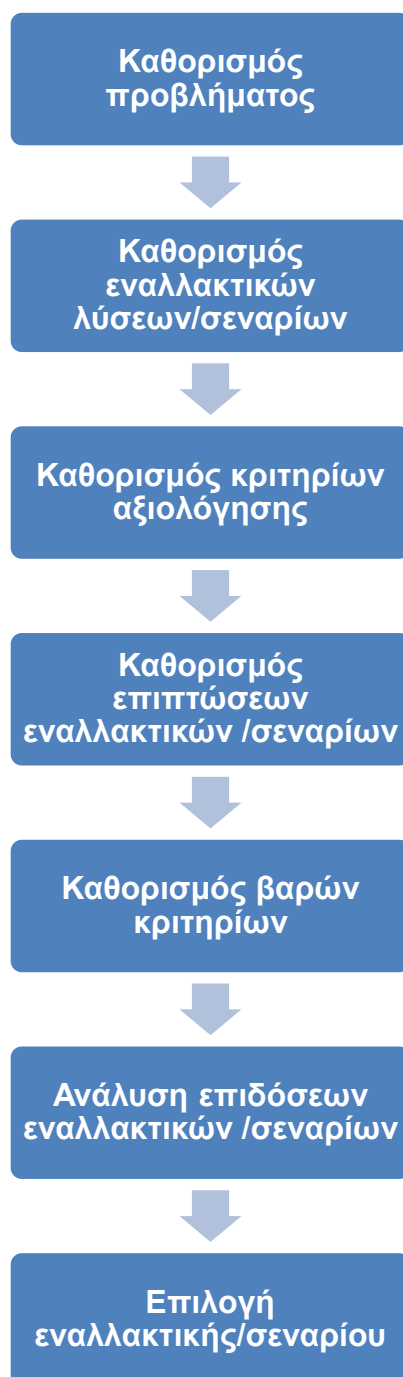 Καθορισμός
προβλήματος
Καθορισμός
εναλλακτικών
λύσεων/σεναρίων
Καθορισμός κριτηρίων
αξιολόγησης
Καθορισμός
επιπτώσεων
εναλλακτικών /σεναρίων
Καθορισμός βαρών
κριτηρίων
Ανάλυση επιδόσεων
εναλλακτικών /σεναρίων
Επιλογή
εναλλακτικής/σεναρίου